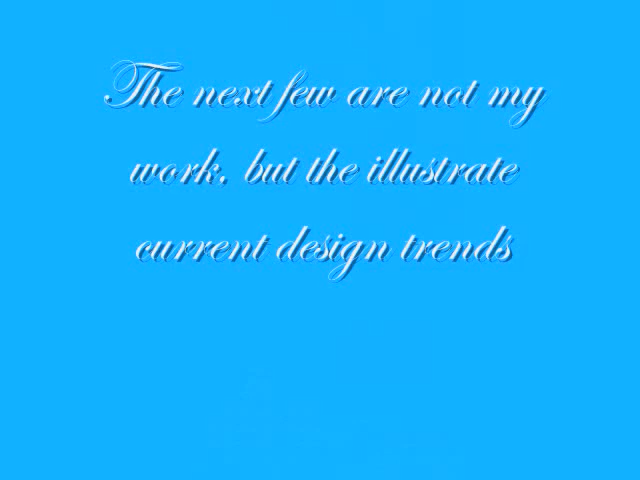 The next few are not my
work, but the illustrate
current design trends